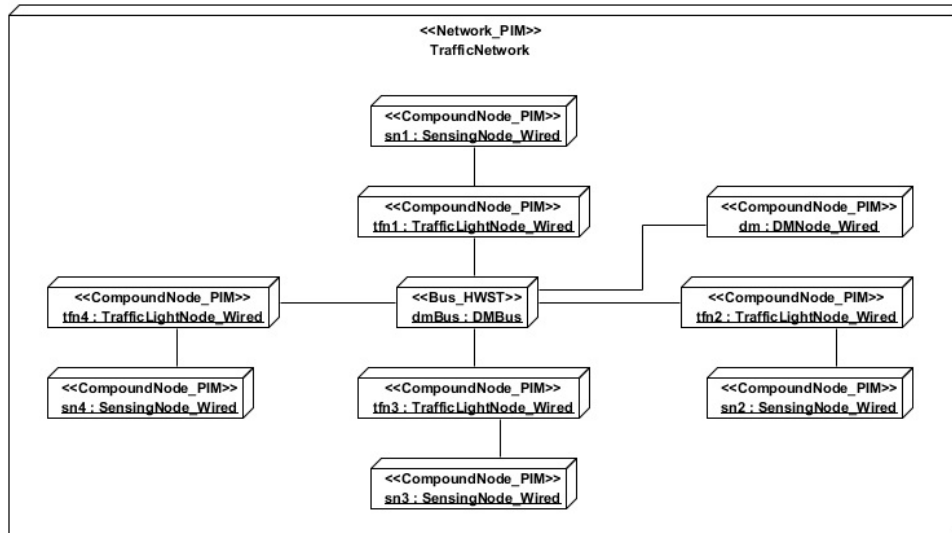 <<Network_PIM>>
TrafficNetwork
<<CompoundNode_PIM>>
sn1 : SensingNode_Wired
<<CompoundNode_PIM>>
tfn1 : TrafficLightNode_Wired
<<CompoundNode_PIM>>
dm : DMNode_Wired
<<CompoundNode_PIM>>
tfn4 : TrafficLightNode_Wired
<<Bus_HWST>>
dmBus : DMBus
<<CompoundNode_PIM>>
tfn2 : TrafficLightNode_Wired
<<CompoundNode_PIM>>
sn4 : SensingNode_Wired
<<CompoundNode_PIM>>
tfn3 : TrafficLightNode_Wired
<<CompoundNode_PIM>>
sn2 : SensingNode_Wired
<<CompoundNode_PIM>>
sn3 : SensingNode_Wired